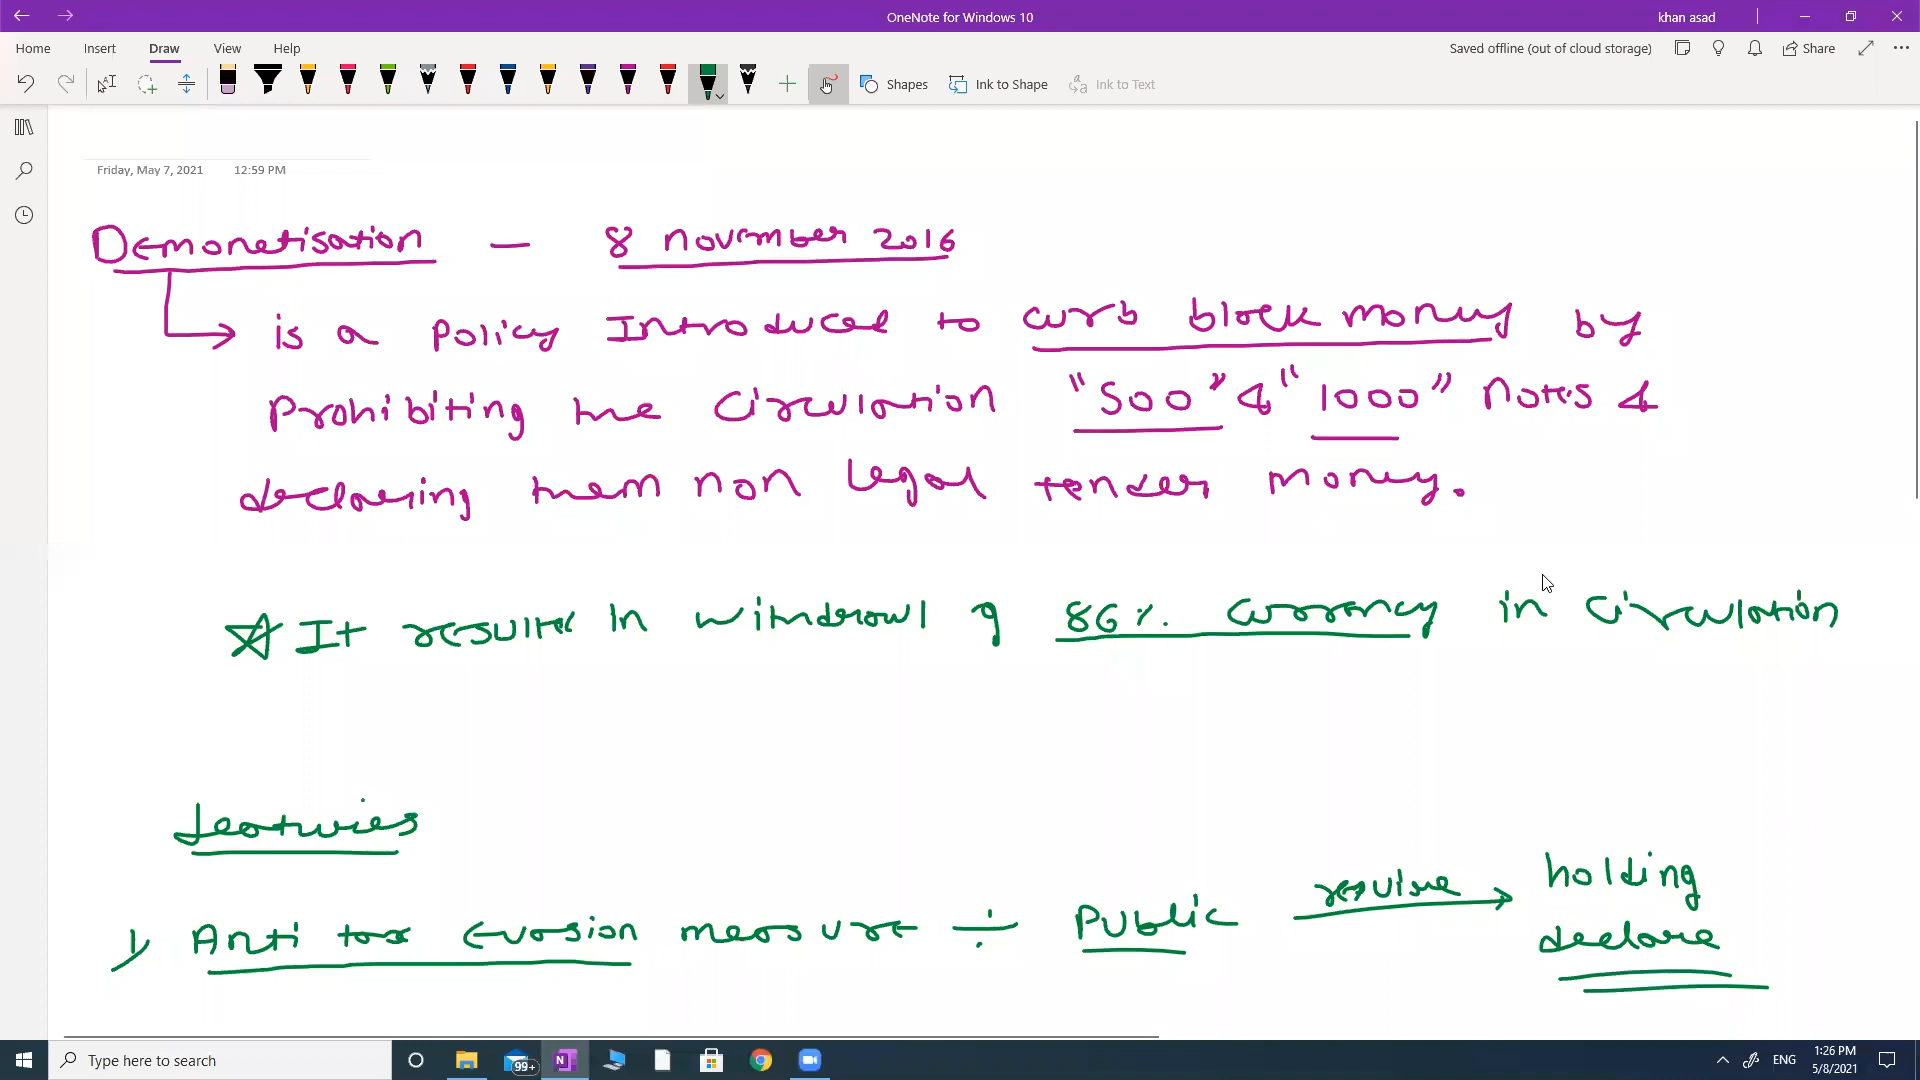 OneNote for Windows 10
khan asad
Home Insert Draw View Help
Saved offline (out of cloud storage)
Share
Shapes
Ink to Shape
Ink to Text
Friday, May 7, 2021 12:59 PM
Demonetisation — 8 november 2016
is a policy Introduced to curb black money by
Prohibiting the circulation "500" & "1000" Notes &
declaring them non legal tender money.
It resulted in withdrawl of 86% currency in circulation
features
1) Anti tax evasion measure ÷ Public require → holding
declare
Type here to search
99+
ENG
1:26 PM
5/8/2021